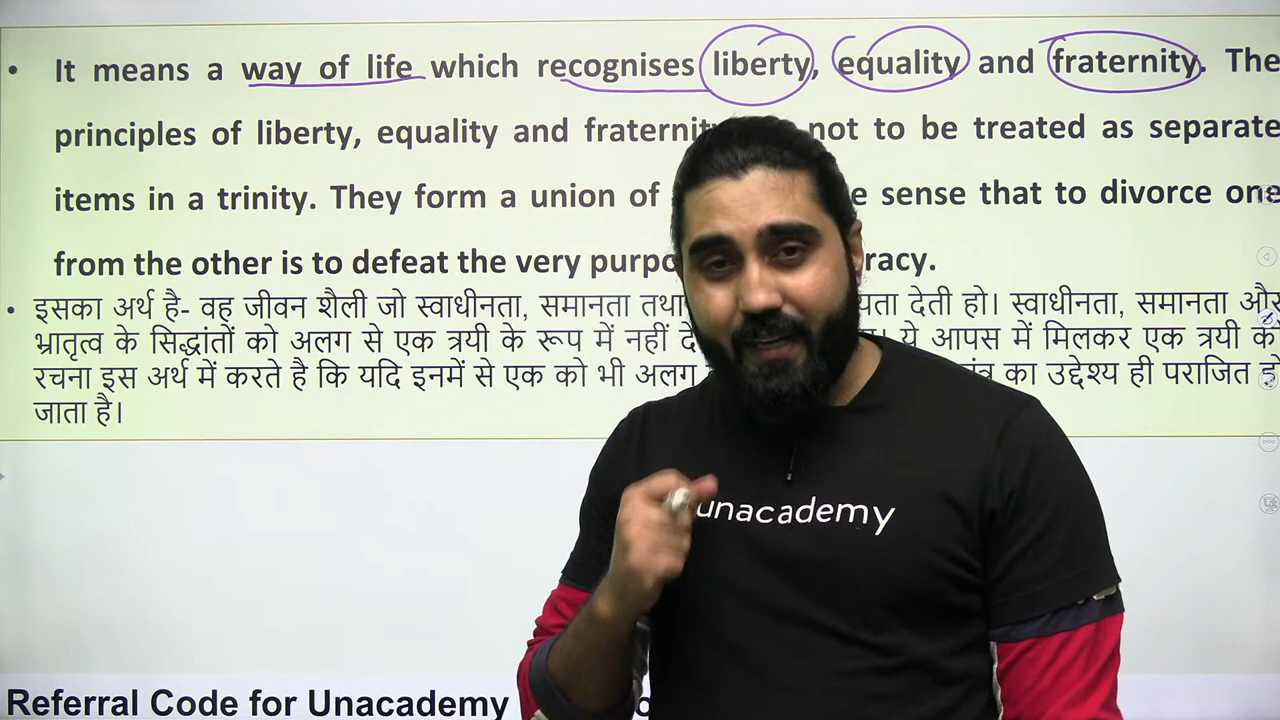 • It means a way of life which recognises liberty, equality and fraternity. The
principles of liberty, equality and fraternity not to be treated as separate
items in a trinity. They form a union of sense that to divorce one
from the other is to defeat the very
• इसका अर्थ है- वह जीवन शैली जो स्वाधीनता, समानता तथा देती हो। स्वाधीनता, समानता और
भ्रातृत्व के सिद्धांतों को अलग से एक त्रयी के रूप में नहीं ये आपस में मिलकर एक त्रयी की
रचना इस अर्थ में करते है कि यदि इनमें से एक को भी अलग का उद्देश्य ही पराजित हो
जाता है।
unacademy
Referral Code for Unacademy